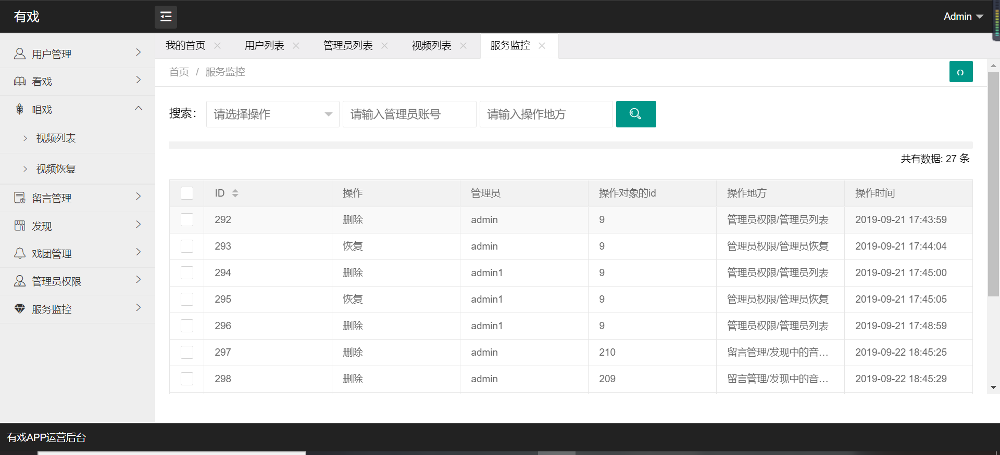 有戏
Admin
用户管理
看戏
唱戏
视频列表
视频恢复
留言管理
发现
戏团管理
管理员权限
服务监控
我的首页 用户列表 管理员列表 视频列表 服务监控
首页 / 服务监控
搜索： 请选择操作 请输入管理员账号 请输入操作地方
共有数据: 27 条
ID 操作 管理员 操作对象的id 操作地方 操作时间
292 删除 admin 9 管理员权限/管理员列表 2019-09-21 17:43:59
293 恢复 admin 9 管理员权限/管理员恢复 2019-09-21 17:44:04
294 删除 admin1 9 管理员权限/管理员列表 2019-09-21 17:45:00
295 恢复 admin1 9 管理员权限/管理员恢复 2019-09-21 17:45:05
296 删除 admin1 9 管理员权限/管理员列表 2019-09-21 17:48:59
297 删除 admin 210 留言管理/发现中的音… 2019-09-22 18:45:25
298 删除 admin 209 留言管理/发现中的音… 2019-09-22 18:45:29
有戏APP运营后台